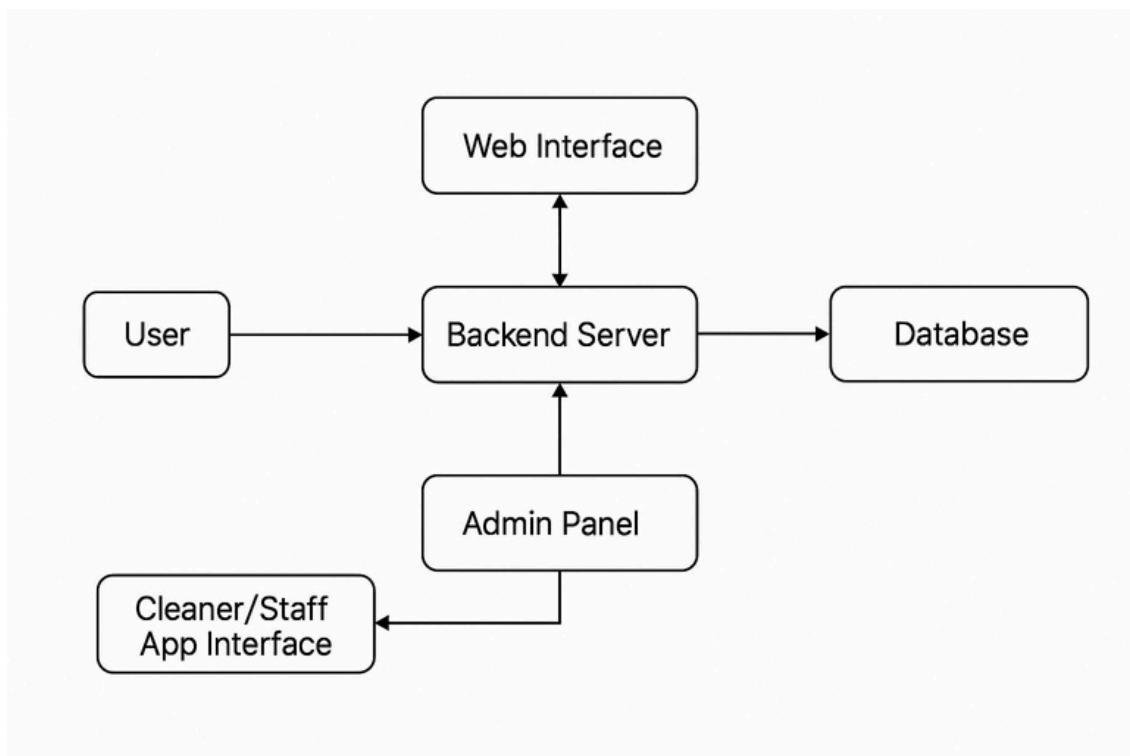 Web Interface
User
Backend Server
Database
Admin Panel
Cleaner/Staff
App Interface